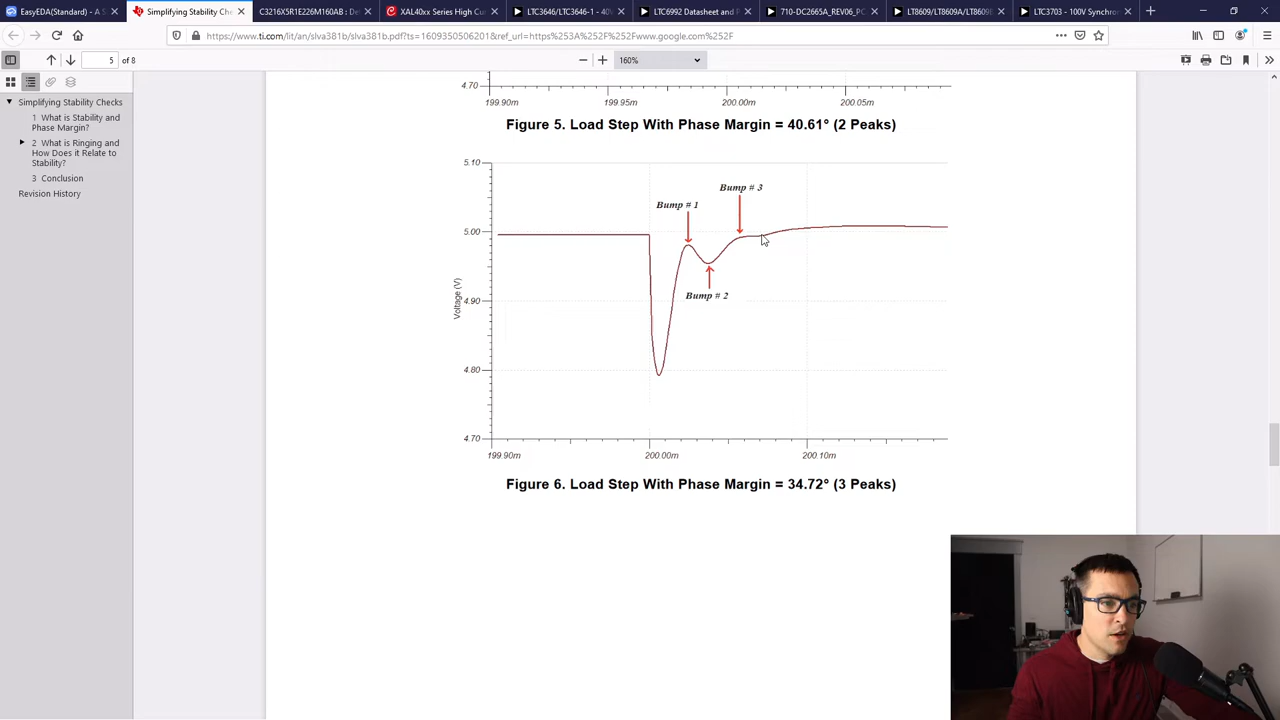 EasyEDA(Standard) - A S
Simplifying Stability Che
C3216X5R1E226M160AB : De
XAL40xx Series High Cur
LTC3646/LTC3646-1 - 40V
LTC6992 Datasheet and P
710-DC2665A_REV06_PC
LT8609/LT8609A/LT8609B
LTC3703 - 100V Synchron
https://www.ti.com/lit/an/slva381b/slva381b.pdf?ts=1609350506201&ref_url=https%253A%252F%252Fwww.google.com%252F
5 of 8
160%
Simplifying Stability Checks
1 What is Stability and
Phase Margin?
2 What is Ringing and
How Does it Relate to
Stability?
3 Conclusion
Revision History
4.70
199.90m 199.95m 200.00m 200.05m
Figure 5. Load Step With Phase Margin = 40.61° (2 Peaks)
5.10
Bump # 3
Bump # 1
5.00
Bump # 2
4.90
Voltage (V)
4.80
4.70
199.90m 200.00m 200.10m
Figure 6. Load Step With Phase Margin = 34.72° (3 Peaks)